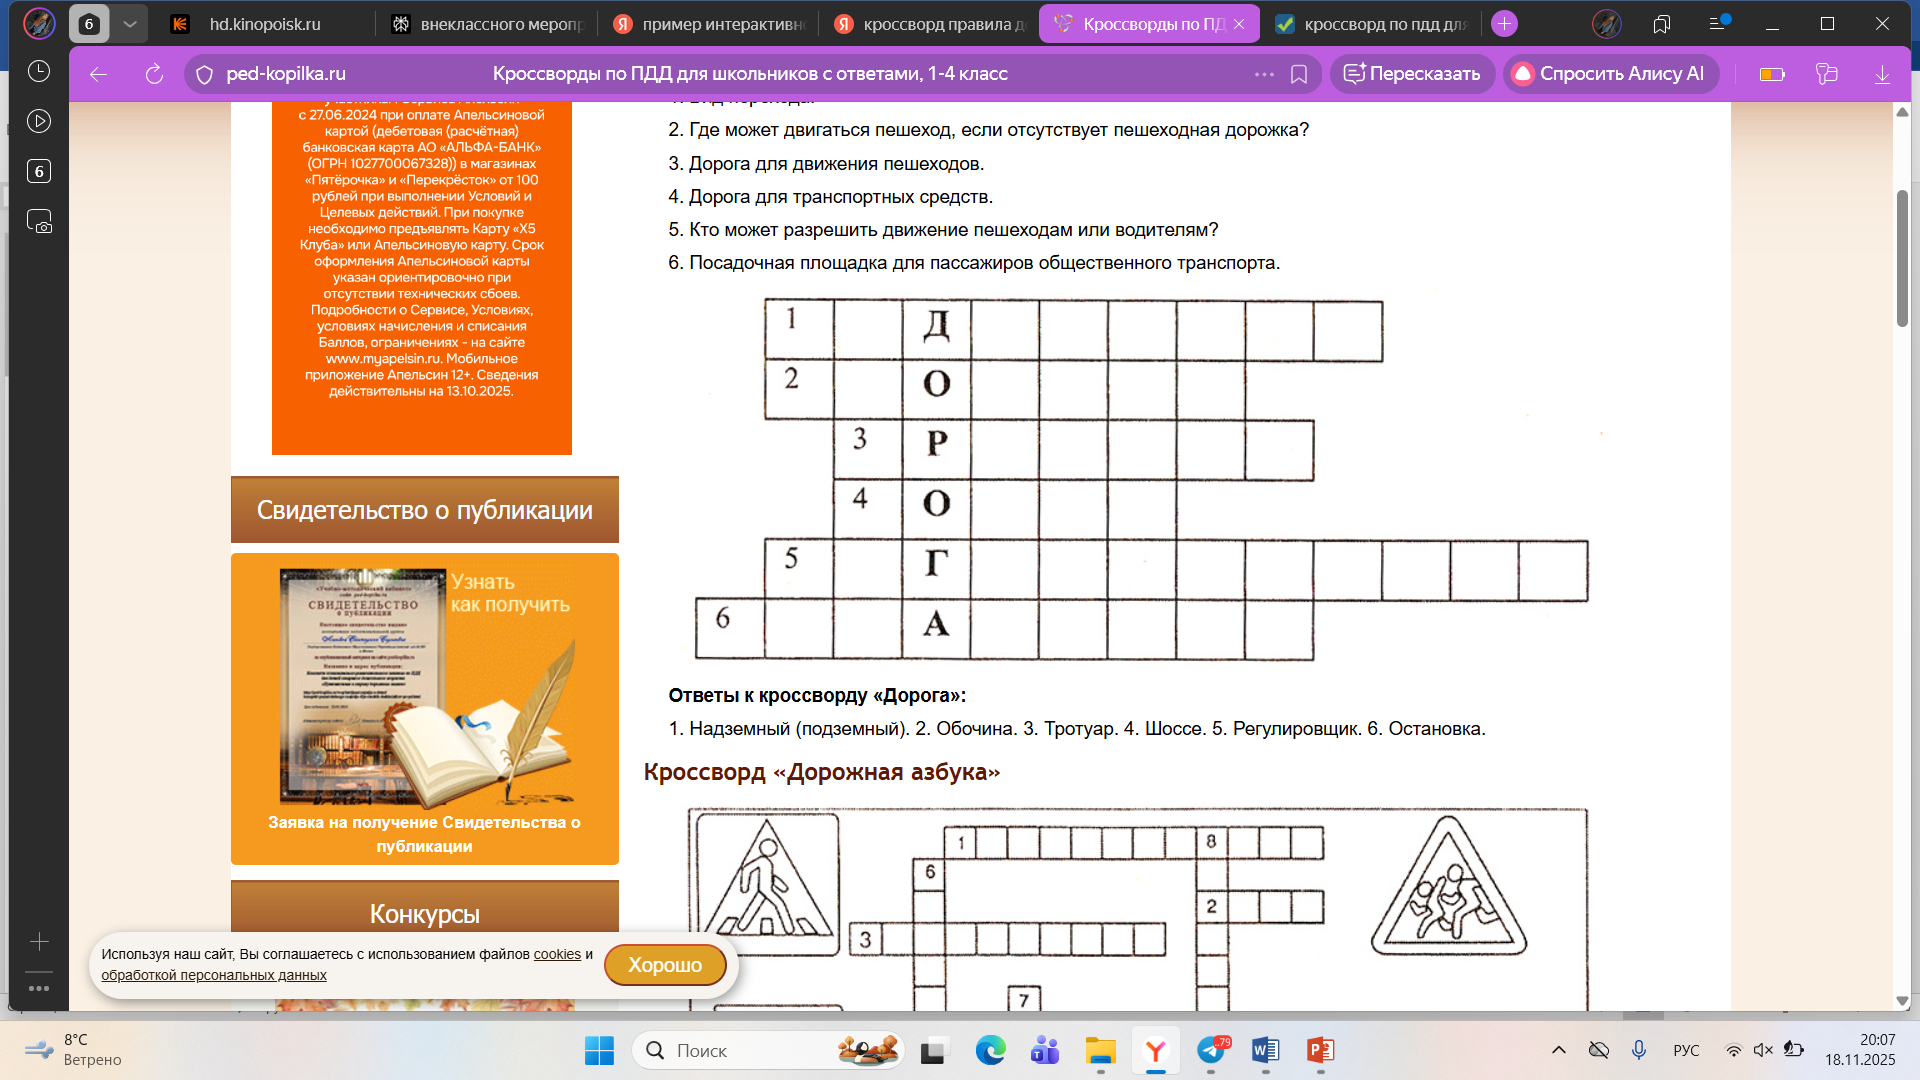 6
hd.kinopoisk.ru
внеклассного меропр
пример интерактивно
кроссворд правила д
Кроссворды по ПД
кроссворд по пдд для
ped-kopilka.ru
Кроссворды по ПДД для школьников с ответами, 1-4 класс
Пересказать
Спросить Алису AI
6
с 27.06.2024 при оплате Апельсиновой
картой (дебетовая (расчётная)
банковская карта АО «АЛЬФА-БАНК»
(ОГРН 1027700067328)) в магазинах
«Пятёрочка» и «Перекрёсток» от 100
рублей при выполнении Условий и
Целевых действий. При покупке
необходимо предъявлять Карту «X5
Клуба» или Апельсиновую карту. Срок
оформления Апельсиновой карты
указан ориентировочно при
отсутствии технических сбоев.
Подробности о Сервисе, Условиях,
условиях начисления и списания
Баллов, ограничениях - на сайте
www.myapelsin.ru. Мобильное
приложение Апельсин 12+. Сведения
действительны на 13.10.2025.
Свидетельство о публикации
Узнать
как получить
СВИДЕТЕЛЬСТВО
о публикации
Заявка на получение Свидетельства о
публикации
Конкурсы
1. Вид перехода.
2. Где может двигаться пешеход, если отсутствует пешеходная дорожка?
3. Дорога для движения пешеходов.
4. Дорога для транспортных средств.
5. Кто может разрешить движение пешеходам или водителям?
6. Посадочная площадка для пассажиров общественного транспорта.
1 Д
2 О
3 Р
4 О
5 Г
6 А
Ответы к кроссворду «Дорога»:
1. Надземный (подземный). 2. Обочина. 3. Тротуар. 4. Шоссе. 5. Регулировщик. 6. Остановка.
Кроссворд «Дорожная азбука»
1 8
6
2
3
7
Используя наш сайт, Вы соглашаетесь с использованием файлов cookies и
обработкой персональных данных
Хорошо
8°C
Ветрено
Поиск
79
РУС
20:07
18.11.2025